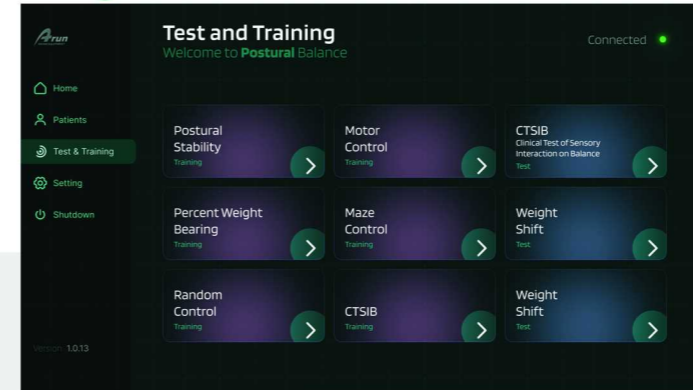 Arun
Test and Training
Welcome to Postural Balance
Connected
Home
Patients
Test & Training
Setting
Shutdown
Version 1.0.13
Postural
Stability
Training
Motor
Control
Training
CTSIB
Clinical Test of Sensory
Interaction on Balance
Test
Percent Weight
Bearing
Training
Maze
Control
Training
Weight
Shift
Test
Random
Control
Training
CTSIB
Training
Weight
Shift
Test